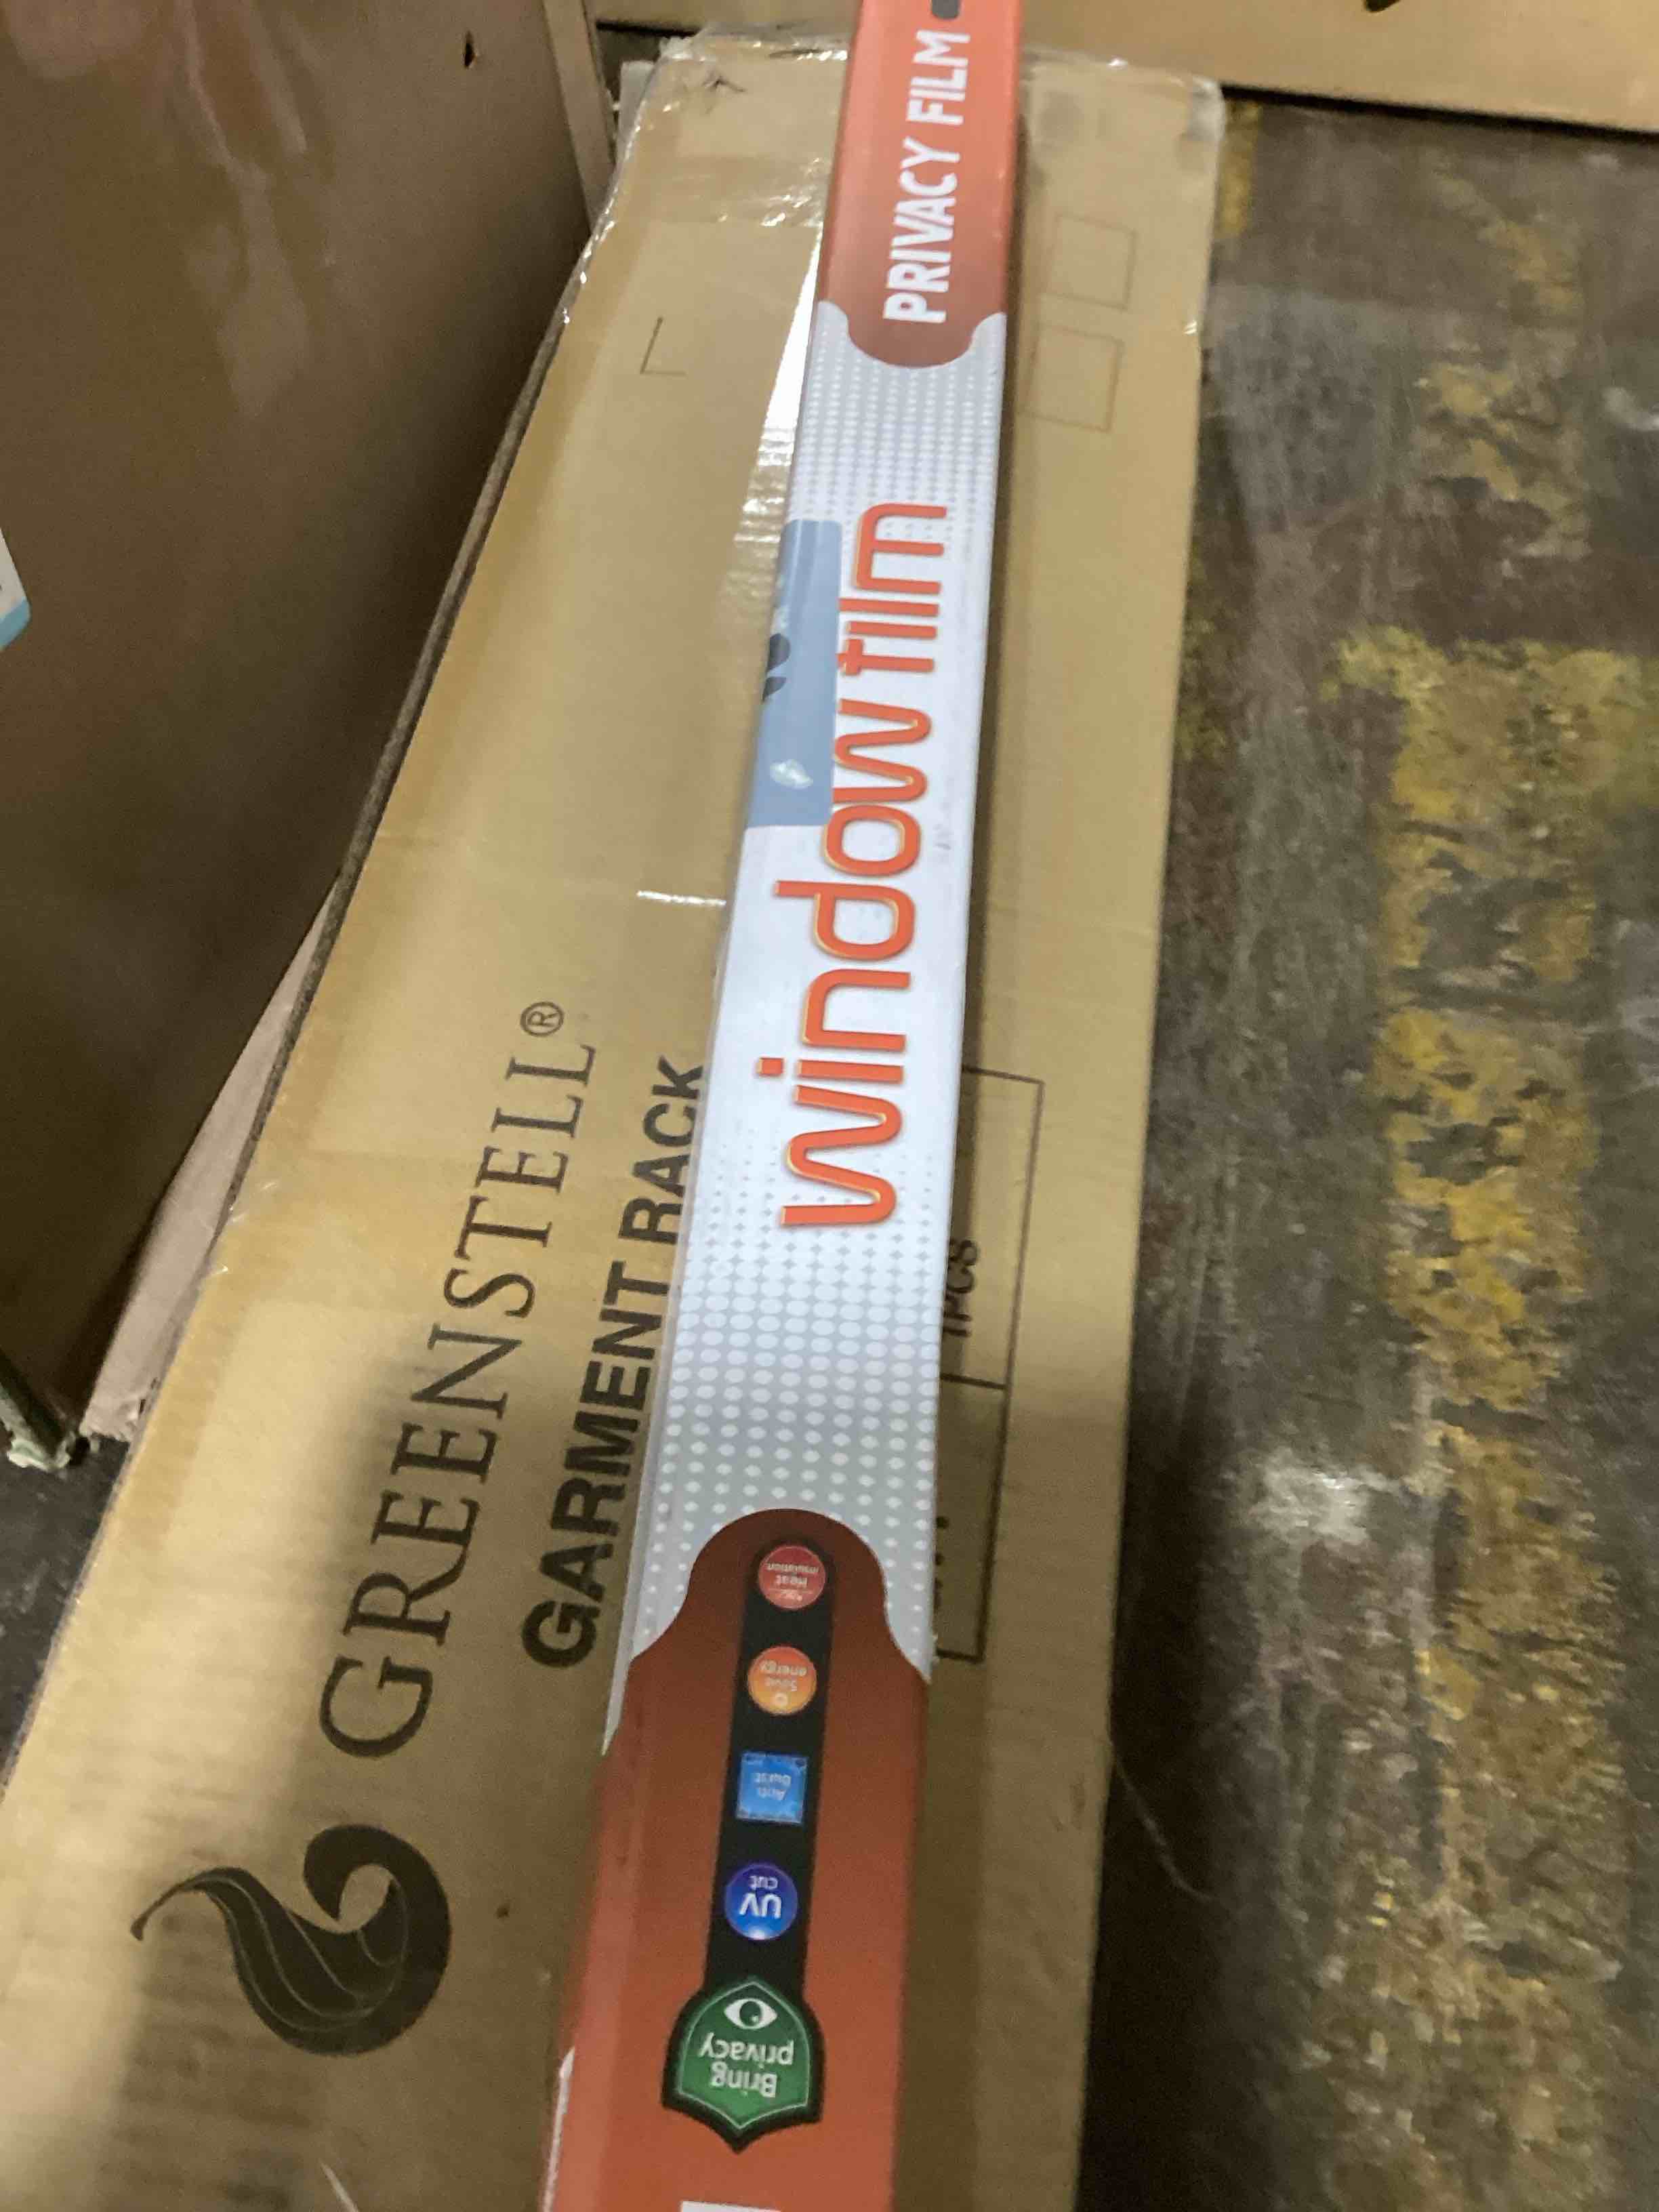 PRIVACY FILM
window film
GREENSTELL®
GARMENT RACK
1PCS
Heat
insulation
Save
energy
Anti
burst
UV
cut
Bring
privacy